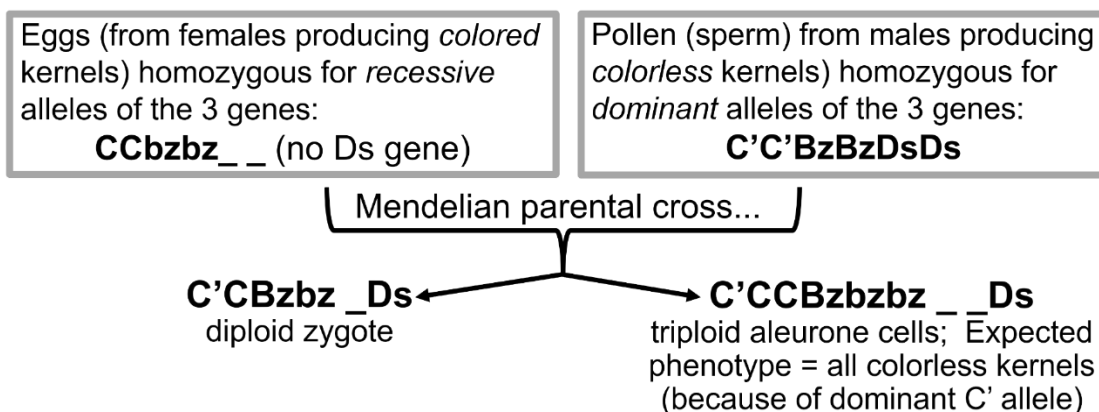 Eggs (from females producing colored
kernels) homozygous for recessive
alleles of the 3 genes:
CCbzbz_ _ (no Ds gene)
Pollen (sperm) from males producing
colorless kernels) homozygous for
dominant alleles of the 3 genes:
C’C’BzBzDsDs
Mendelian parental cross...
C’CBzbz _Ds
diploid zygote
C’CCBzbzbz _ _Ds
triploid aleurone cells; Expected
phenotype = all colorless kernels
(because of dominant C’ allele)